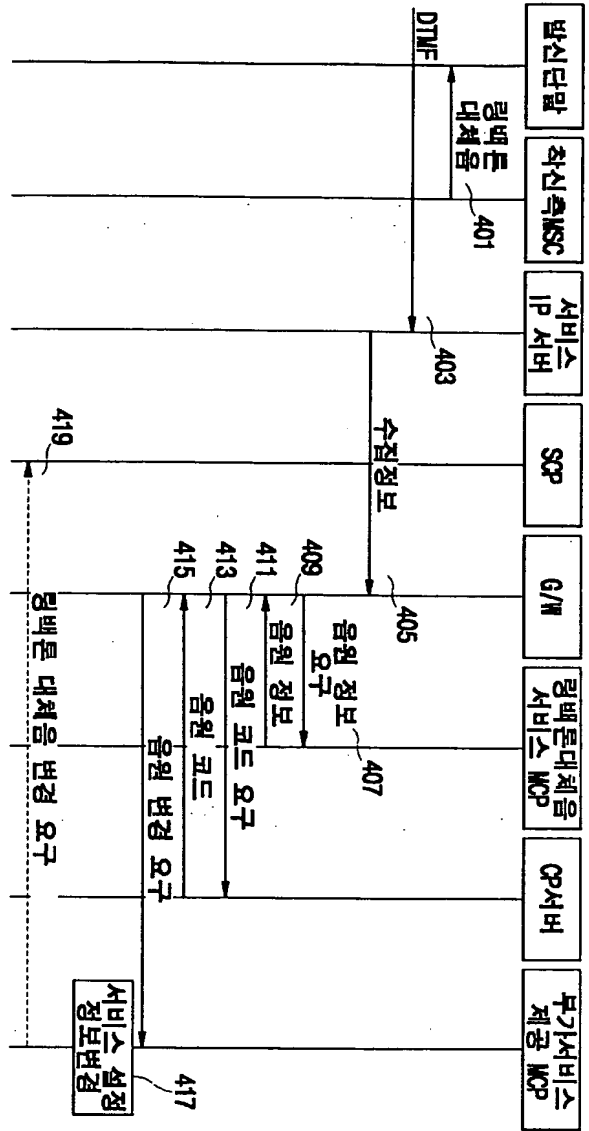 발신단말
착신측MSC
서비스
IP 서버
SCP
G/W
링백톤대체음
서비스 MCP
CP서버
부가서비스
제공 MCP
링백톤
대체음
401
DTMF
403
수집정보
405
음원 정보
요구
407
409
음원 정보
411
음원 코드 요구
413
음원 코드
415
음원 변경 요구
서비스 설정
정보변경
417
419
링백톤 대체음 변경 요구